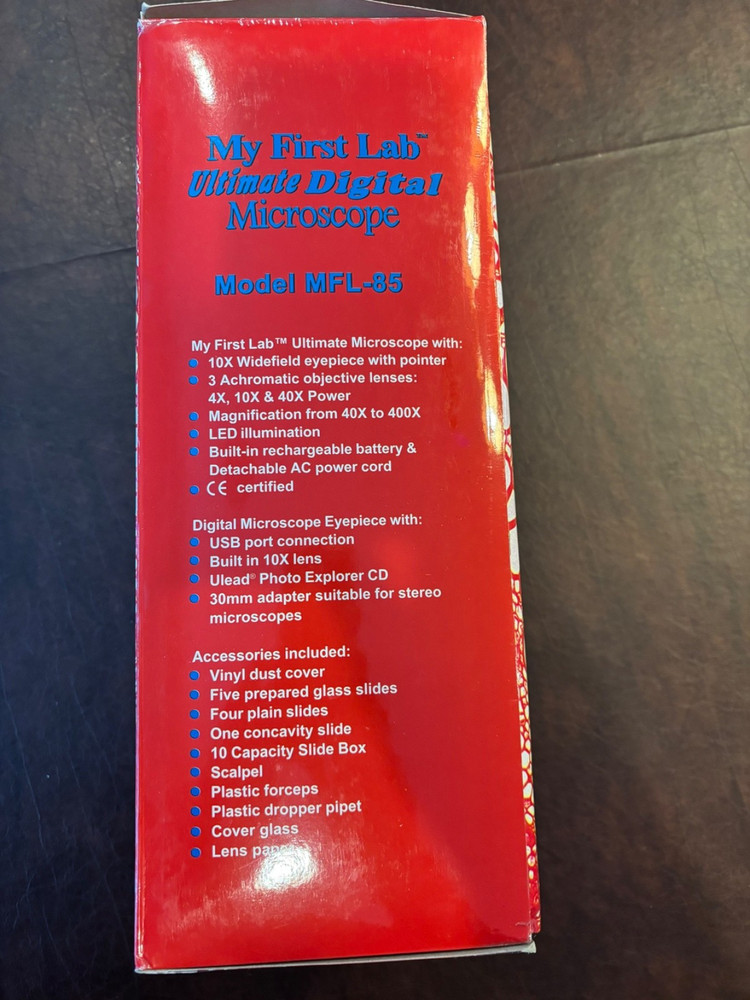 My First Lab™
Ultimate Digital
Microscope
Model MFL-85
My First Lab™ Ultimate Microscope with:
10X Widefield eyepiece with pointer
3 Achromatic objective lenses:
4X, 10X & 40X Power
Magnification from 40X to 400X
LED illumination
Built-in rechargeable battery &
Detachable AC power cord
CE certified
Digital Microscope Eyepiece with:
USB port connection
Built in 10X lens
Ulead® Photo Explorer CD
30mm adapter suitable for stereo
microscopes
Accessories included:
Vinyl dust cover
Five prepared glass slides
Four plain slides
One concavity slide
10 Capacity Slide Box
Scalpel
Plastic forceps
Plastic dropper pipet
Cover glass
Lens